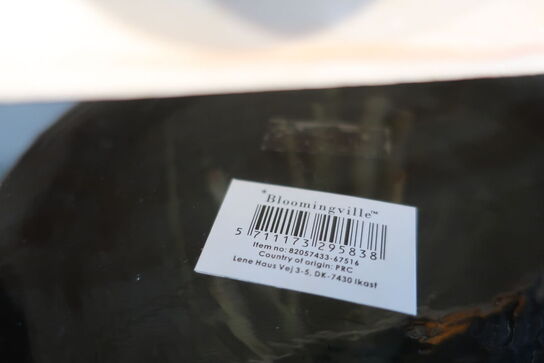 *Bloomingville™
5 711173 295838
Item no: 82057433-67516
Country of origin: PRC
Lene Haus Vej 3-5, DK-7430 Ikast